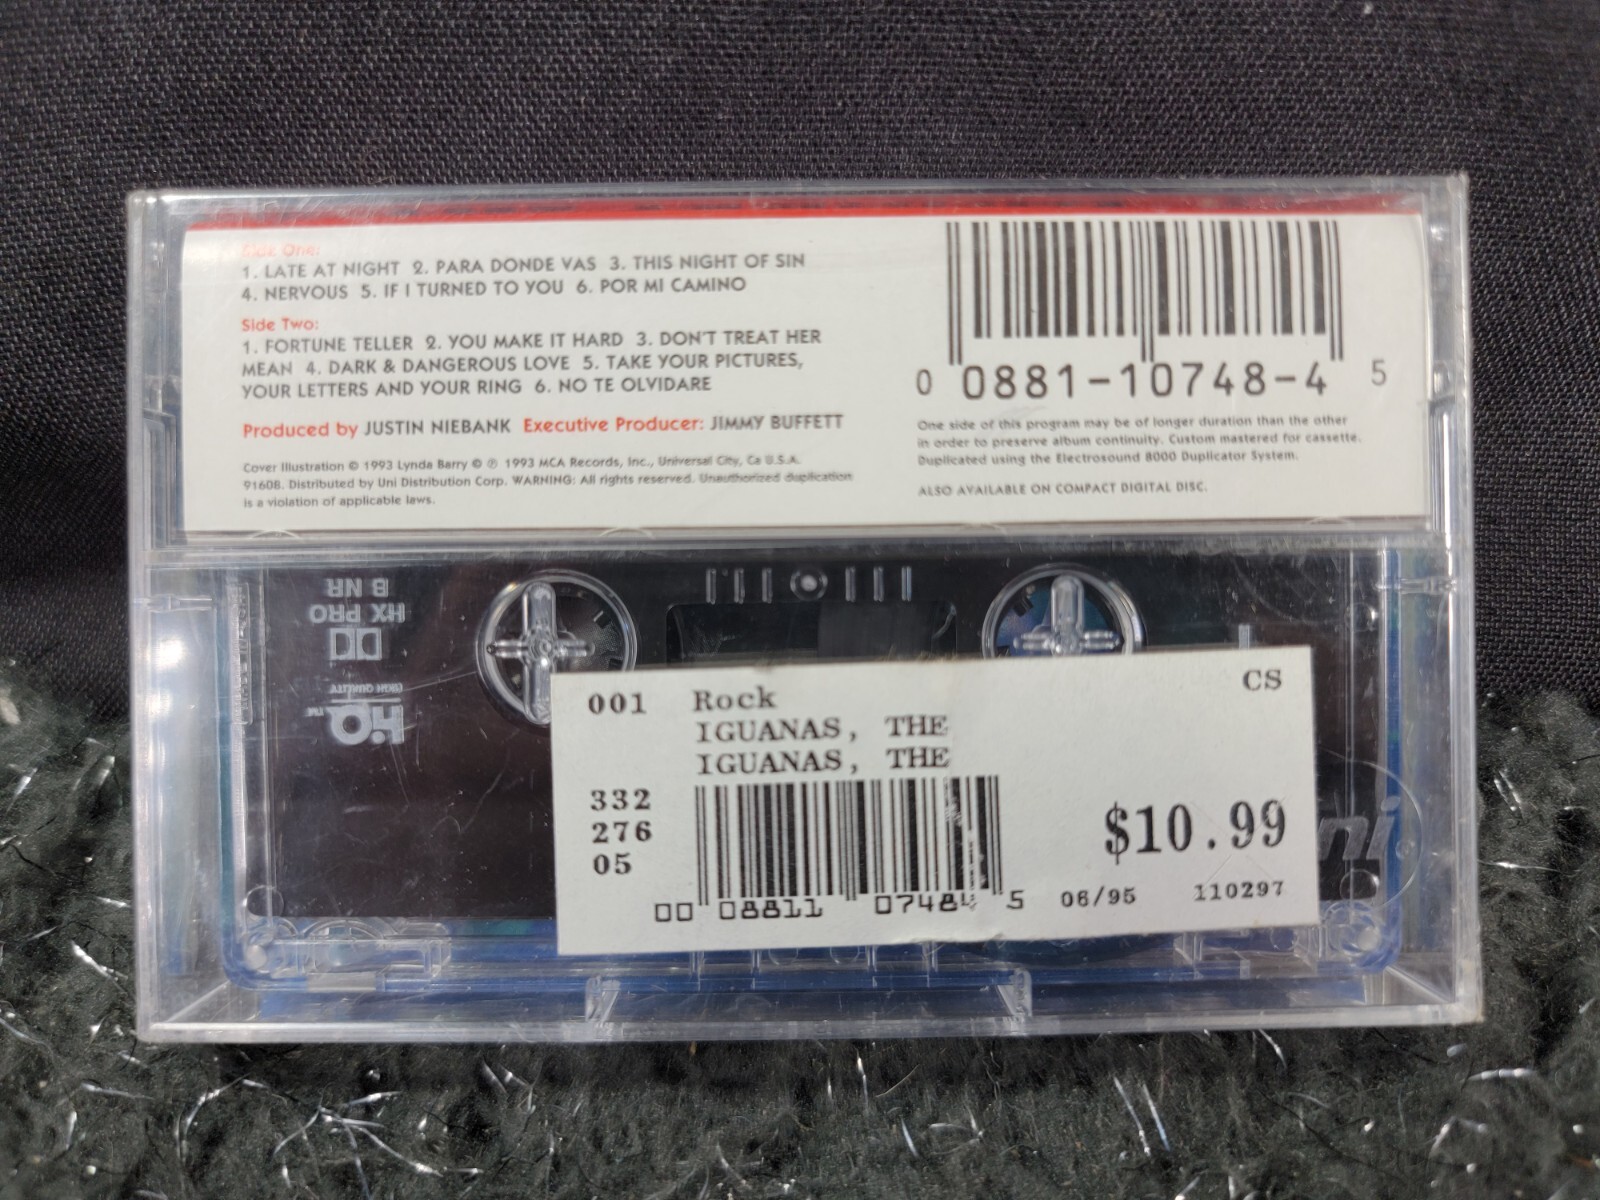 Side One:
1. LATE AT NIGHT 2. PARA DONDE VAS 3. THIS NIGHT OF SIN
4. NERVOUS 5. IF I TURNED TO YOU 6. POR MI CAMINO
Side Two:
1. FORTUNE TELLER 2. YOU MAKE IT HARD 3. DON'T TREAT HER
MEAN 4. DARK & DANGEROUS LOVE 5. TAKE YOUR PICTURES,
YOUR LETTERS AND YOUR RING 6. NO TE OLVIDARE
Produced by JUSTIN NIEBANK Executive Producer: JIMMY BUFFETT
Cover Illustration © 1993 Lynda Barry © ℗ 1993 MCA Records, Inc., Universal City, Ca U.S.A.
91608. Distributed by Uni Distribution Corp. WARNING: All rights reserved. Unauthorized duplication
is a violation of applicable laws.
0 0881-10748-4 5
One side of this program may be of longer duration than the other
in order to preserve album continuity. Custom mastered for cassette.
Duplicated using the Electrosound 8000 Duplicator System.
ALSO AVAILABLE ON COMPACT DIGITAL DISC.
B NR
HX PRO
HIGH QUALITY
HQ TM
001 Rock CS
IGUANAS, THE
IGUANAS, THE
332
276
05
$10.99
00 08811 07484 5 06/95 110297
ni